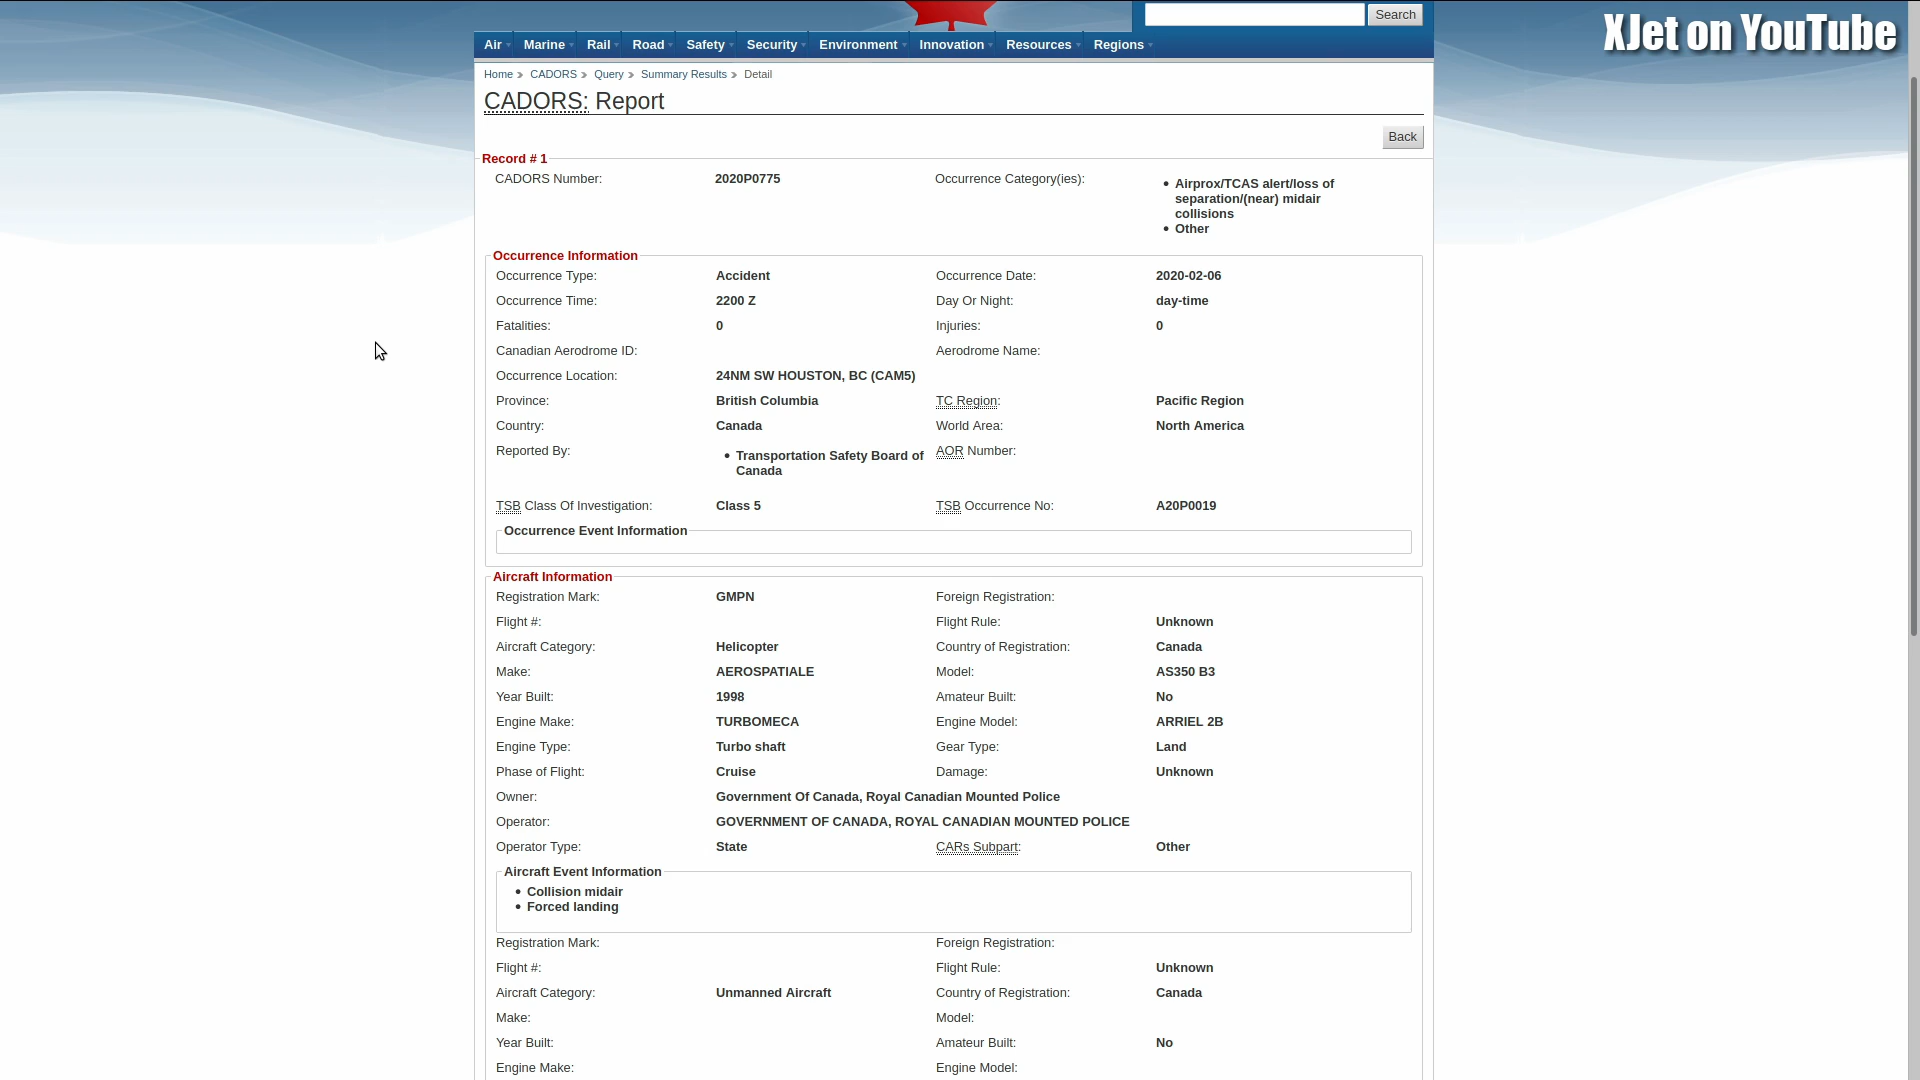 Search
XJet on YouTube
Air Marine Rail Road Safety Security Environment Innovation Resources Regions
Home CADORS Query Summary Results Detail
CADORS: Report
Back
Record # 1
CADORS Number: 2020P0775 Occurrence Category(ies):
• Airprox/TCAS alert/loss of
separation/(near) midair
collisions
• Other
Occurrence Information
Occurrence Type: Accident Occurrence Date: 2020-02-06
Occurrence Time: 2200 Z Day Or Night: day-time
Fatalities: 0 Injuries: 0
Canadian Aerodrome ID: Aerodrome Name:
Occurrence Location: 24NM SW HOUSTON, BC (CAM5)
Province: British Columbia TC Region: Pacific Region
Country: Canada World Area: North America
Reported By: • Transportation Safety Board of AOR Number:
Canada
TSB Class Of Investigation: Class 5 TSB Occurrence No: A20P0019
Occurrence Event Information
Aircraft Information
Registration Mark: GMPN Foreign Registration:
Flight #: Flight Rule: Unknown
Aircraft Category: Helicopter Country of Registration: Canada
Make: AEROSPATIALE Model: AS350 B3
Year Built: 1998 Amateur Built: No
Engine Make: TURBOMECA Engine Model: ARRIEL 2B
Engine Type: Turbo shaft Gear Type: Land
Phase of Flight: Cruise Damage: Unknown
Owner: Government Of Canada, Royal Canadian Mounted Police
Operator: GOVERNMENT OF CANADA, ROYAL CANADIAN MOUNTED POLICE
Operator Type: State CARs Subpart: Other
Aircraft Event Information
• Collision midair
• Forced landing
Registration Mark: Foreign Registration:
Flight #: Flight Rule: Unknown
Aircraft Category: Unmanned Aircraft Country of Registration: Canada
Make: Model:
Year Built: Amateur Built: No
Engine Make: Engine Model: